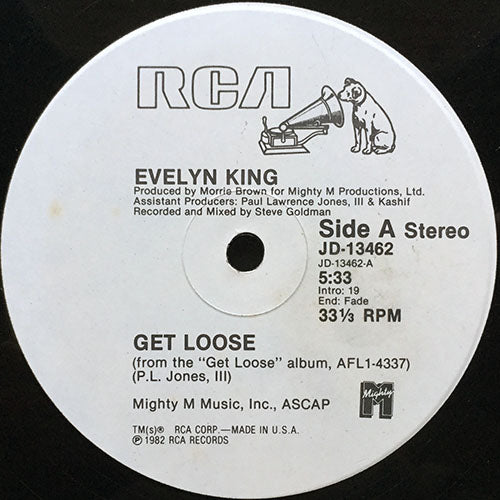 RCA
EVELYN KING
Produced by Morris Brown for Mighty M Productions, Ltd.
Assistant Producers: Paul Lawrence Jones, III & Kashif
Recorded and Mixed by Steve Goldman
Side A Stereo
JD-13462
JD-13462-A
5:33
Intro: 19
End: Fade
33⅓ RPM
GET LOOSE
(from the "Get Loose" album, AFL1-4337)
(P.L. Jones, III)
Mighty M Music, Inc., ASCAP
Mighty
M
TM(s)® RCA CORP.—MADE IN U.S.A.
℗ 1982 RCA RECORDS